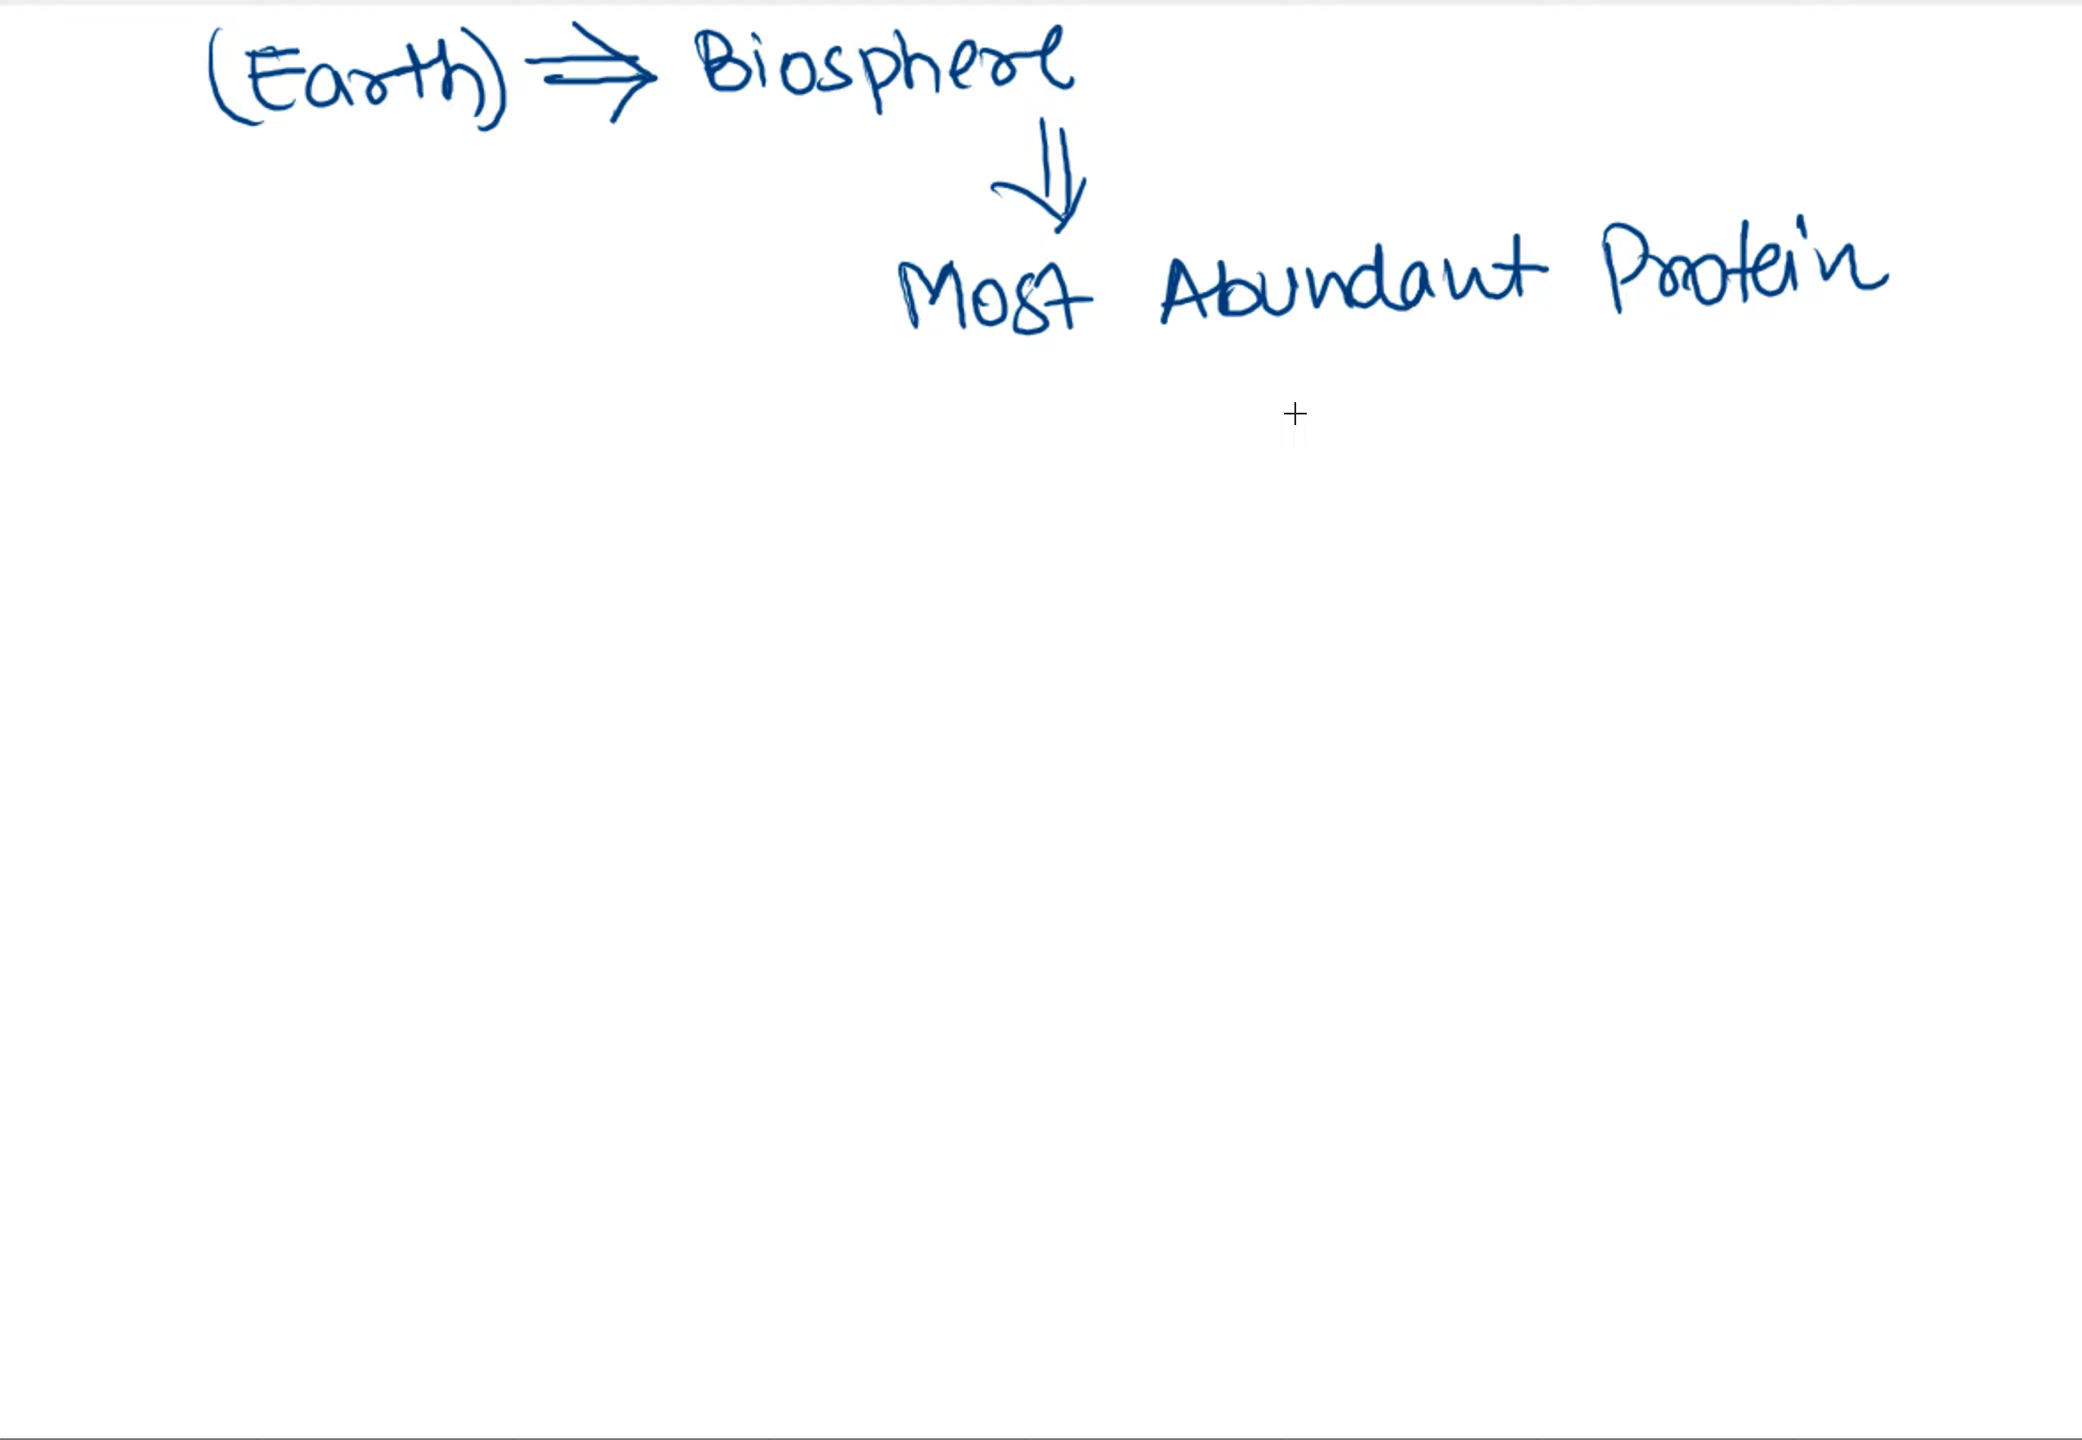 (Earth) ⇒ Biosphere
⇓
Most Abundant Protein